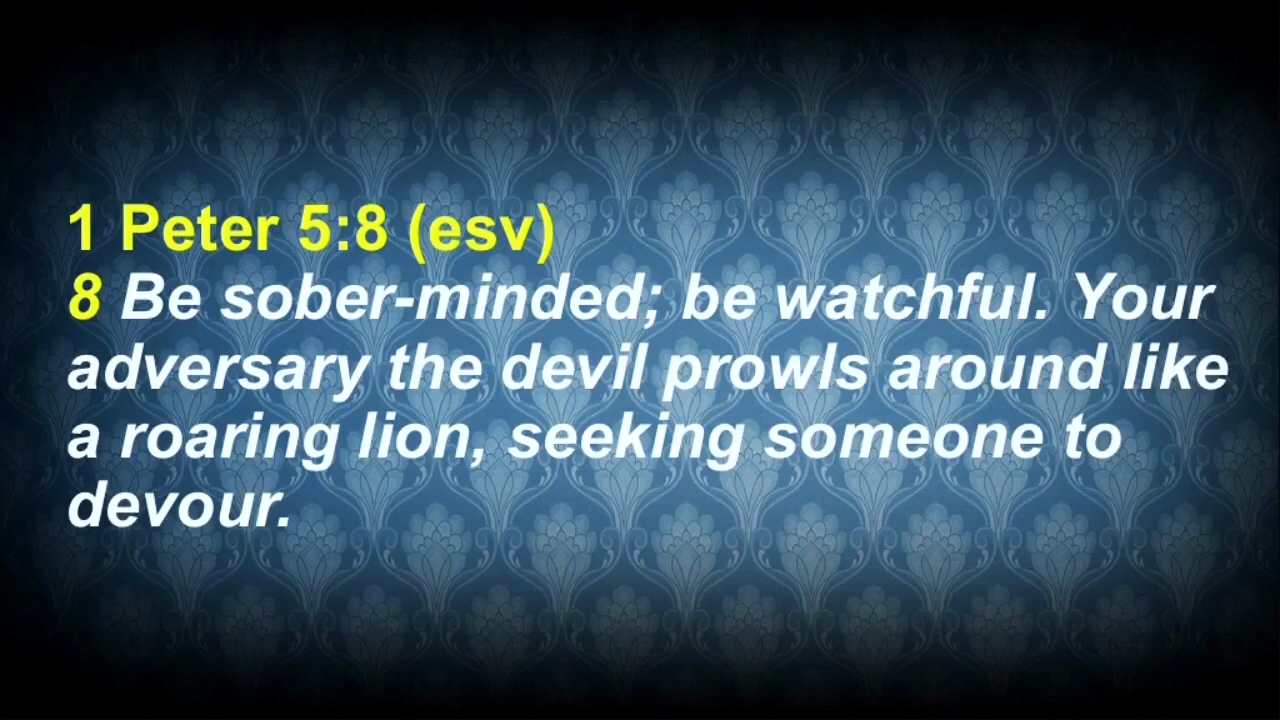 1 Peter 5:8 (esv)
8 Be sober-minded; be watchful. Your
adversary the devil prowls around like
a roaring lion, seeking someone to
devour.